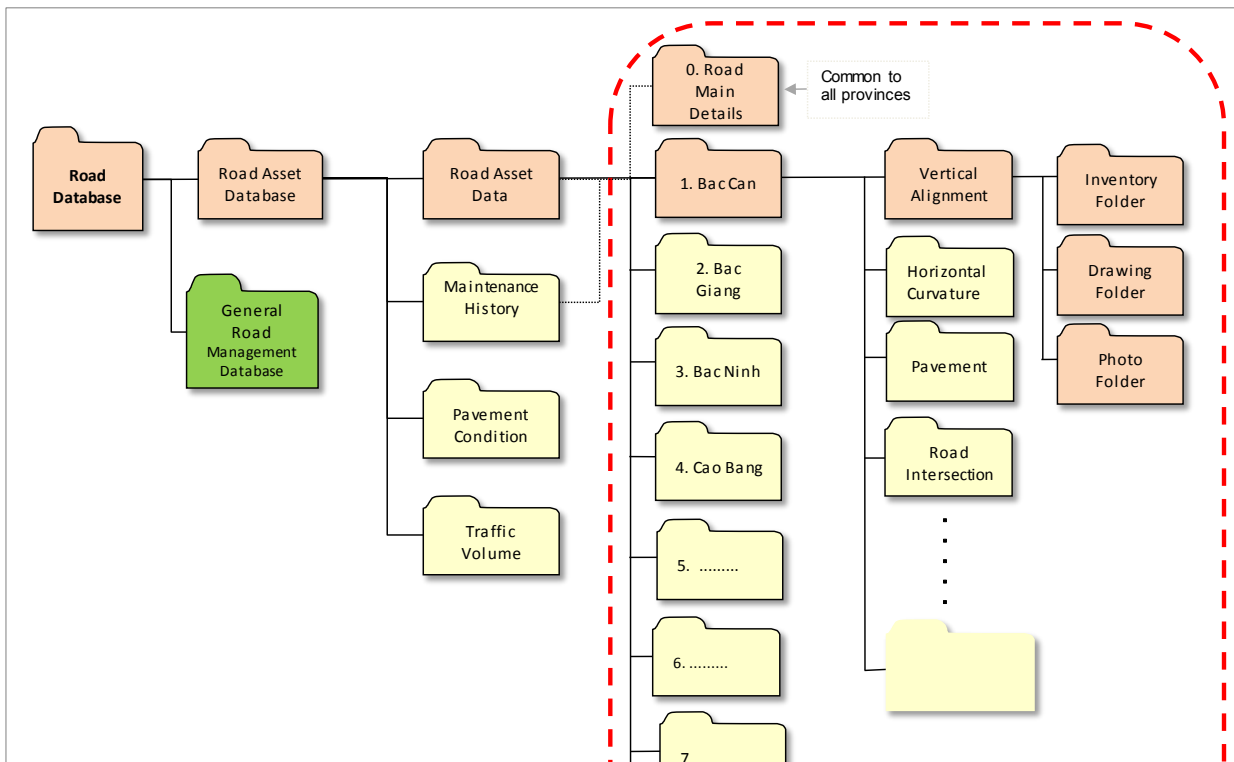 0. Road
Main
Details
Common to
all provinces
Road
Database
Road Asset
Database
Road Asset
Data
1. Bac Can
Vertical
Alignment
Inventory
Folder
General
Road
Management
Database
Maintenance
History
2. Bac
Giang
Horizontal
Curvature
Drawing
Folder
3. Bac Ninh
Pavement
Photo
Folder
Pavement
Condition
4. Cao Bang
Road
Intersection
Traffic
Volume
5. .........
6. .........
7